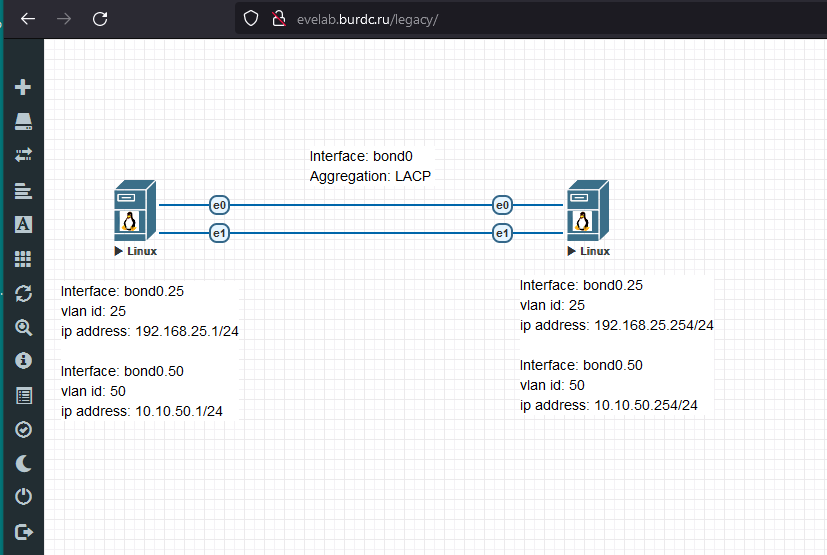 evelab.burdc.ru/legacy/
Interface: bond0
Aggregation: LACP
e0
e0
e1
e1
Linux
Linux
Interface: bond0.25
vlan id: 25
ip address: 192.168.25.1/24
Interface: bond0.50
vlan id: 50
ip address: 10.10.50.1/24
Interface: bond0.25
vlan id: 25
ip address: 192.168.25.254/24
Interface: bond0.50
vlan id: 50
ip address: 10.10.50.254/24